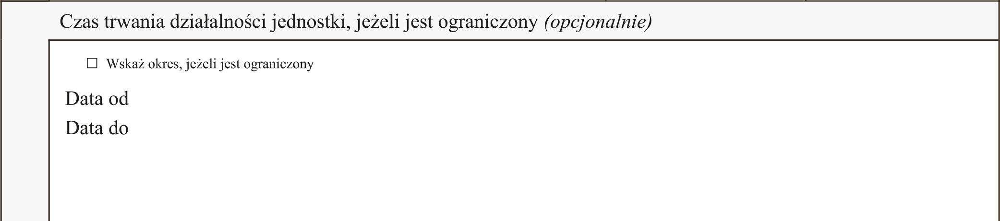 Czas trwania działalności jednostki, jeżeli jest ograniczony (opcjonalnie)
☐ Wskaż okres, jeżeli jest ograniczony
Data od
Data do